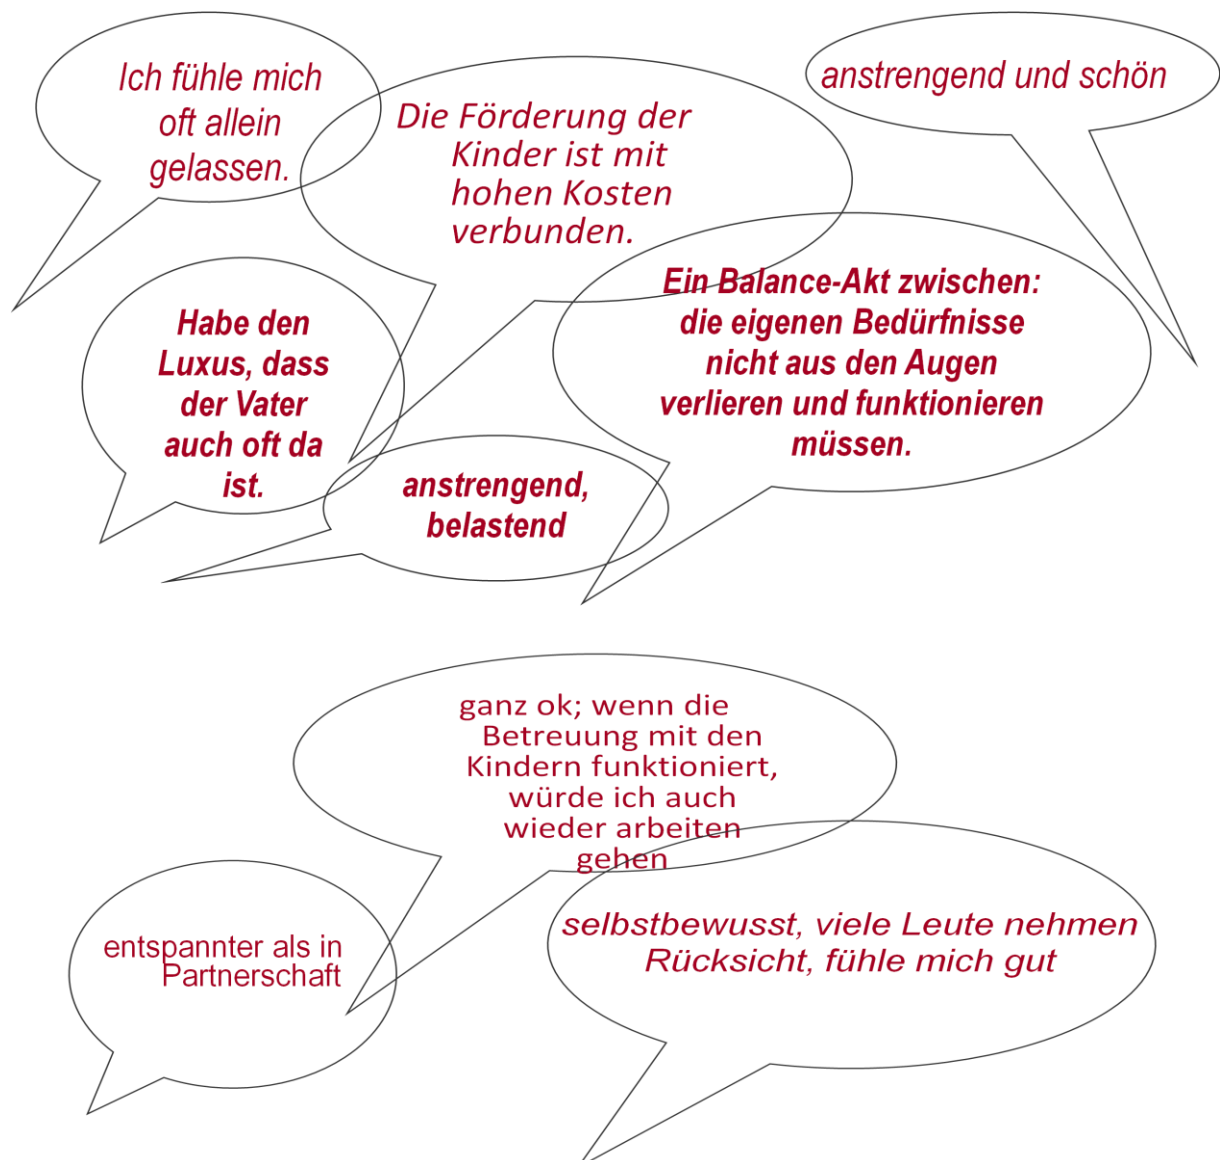 Ich fühle mich
oft allein
gelassen.
Die Förderung der
Kinder ist mit
hohen Kosten
verbunden.
anstrengend und schön
Habe den
Luxus, dass
der Vater
auch oft da
ist.
Ein Balance-Akt zwischen:
die eigenen Bedürfnisse
nicht aus den Augen
verlieren und funktionieren
müssen.
anstrengend,
belastend
ganz ok; wenn die
Betreuung mit den
Kindern funktioniert,
würde ich auch
wieder arbeiten
gehen
entspannter als in
Partnerschaft
selbstbewusst, viele Leute nehmen
Rücksicht, fühle mich gut